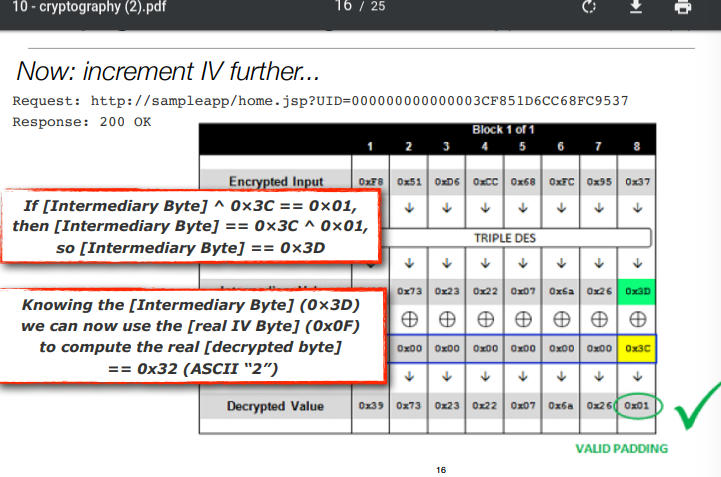 10 - cryptography (2).pdf
16 / 25
Now: increment IV further...
Request: http://sampleapp/home.jsp?UID=000000000000003CF851D6CC68FC9537
Response: 200 OK
Block 1 of 1
1 2 3 4 5 6 7 8
Encrypted Input 0xF8 0x51 0xD6 0xCC 0x68 0xFC 0x95 0x37
↓ ↓ ↓ ↓ ↓ ↓ ↓
If [Intermediary Byte] ^ 0×3C == 0×01,
then [Intermediary Byte] == 0×3C ^ 0×01,
so [Intermediary Byte] == 0×3D
TRIPLE DES
↓ ↓ ↓ ↓ ↓ ↓ ↓
0x73 0x23 0x22 0x07 0x6a 0x26 0x3D
⊕ ⊕ ⊕ ⊕ ⊕ ⊕ ⊕
Knowing the [Intermediary Byte] (0×3D)
we can now use the [real IV Byte] (0x0F)
to compute the real [decrypted byte]
== 0x32 (ASCII “2”)
0x00 0x00 0x00 0x00 0x00 0x00 0x3C
↓ ↓ ↓ ↓ ↓ ↓ ↓
Decrypted Value 0x39 0x73 0x23 0x22 0x07 0x6a 0x26 0x01
VALID PADDING
16